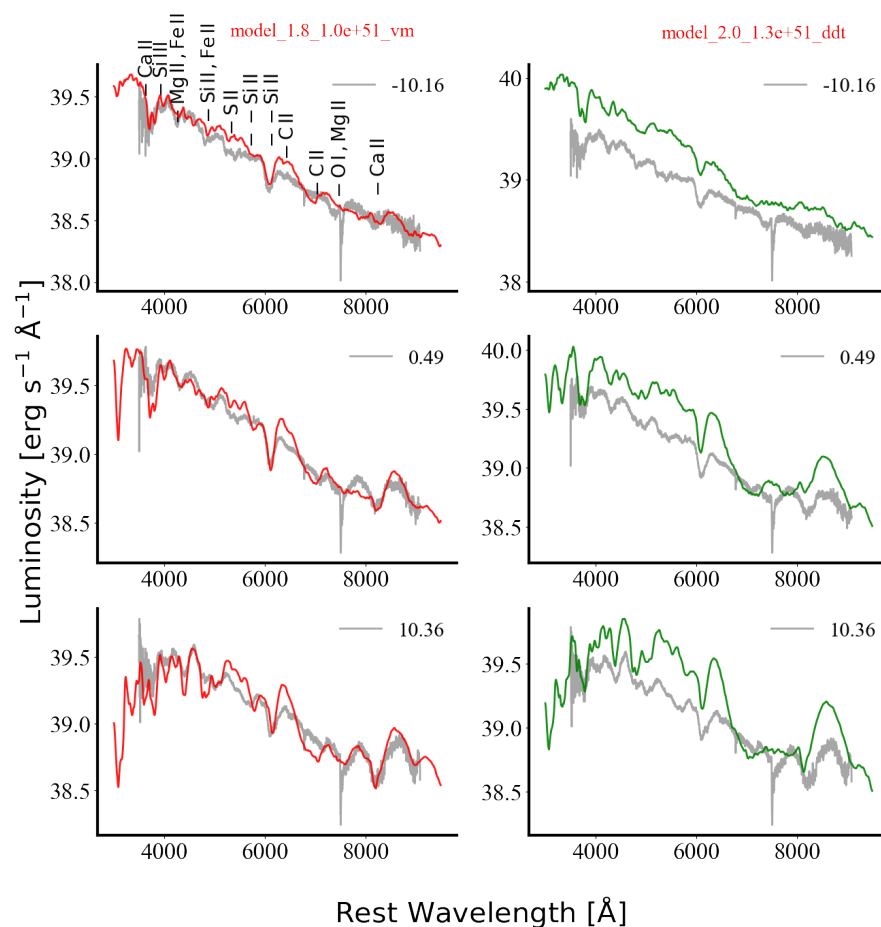 model_1.8_1.0e+51_vm
model_2.0_1.3e+51_ddt
Ca II
Si III
Mg II, Fe II
Si II, Fe II
S II
Si II
Si II
C II
C II
O I, Mg II
Ca II
-10.16
-10.16
39.5
39.0
38.5
38.0
4000 6000 8000
40
39
38
4000 6000 8000
0.49
0.49
39.5
39.0
38.5
4000 6000 8000
40.0
39.5
39.0
38.5
4000 6000 8000
10.36
10.36
39.5
39.0
38.5
4000 6000 8000
39.5
39.0
38.5
4000 6000 8000
Luminosity [erg s⁻¹ Å⁻¹]
Rest Wavelength [Å]